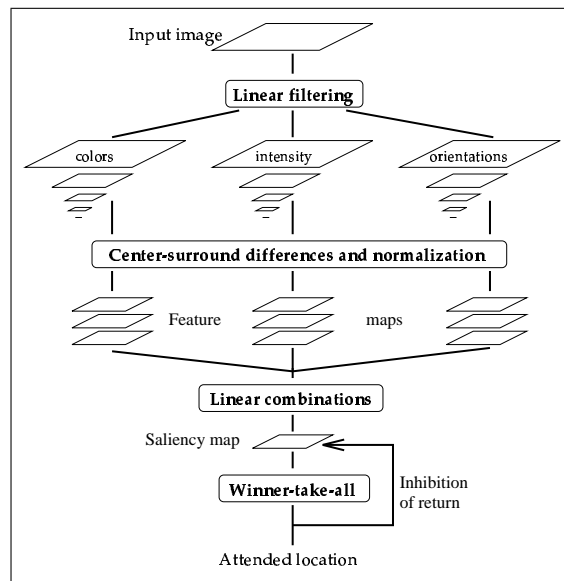 Input image
Linear filtering
colors
intensity
orientations
Center-surround differences and normalization
Feature
maps
Linear combinations
Saliency map
Winner-take-all
Inhibition
of return
Attended location